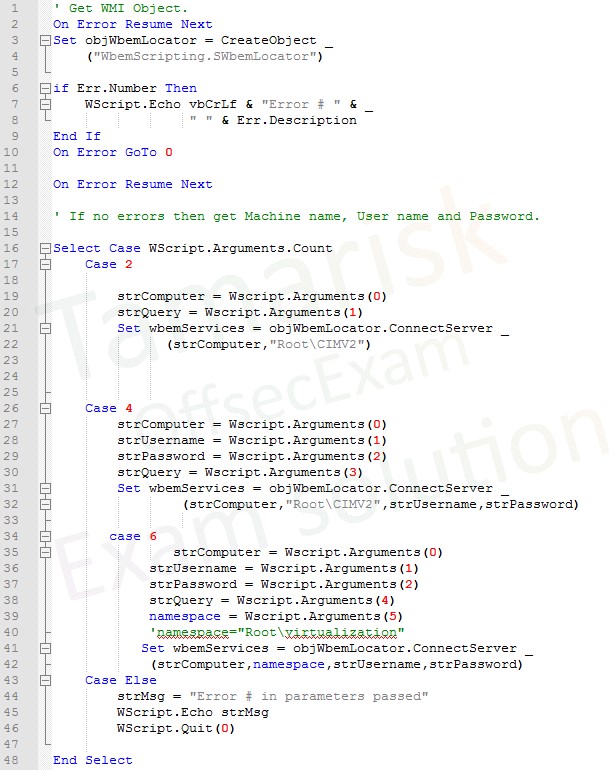 1 ' Get WMI Object.
2 On Error Resume Next
3 Set objWbemLocator = CreateObject _
4 ("WbemScripting.SWbemLocator")
5
6 if Err.Number Then
7 WScript.Echo vbCrLf & "Error # " & _
8 " " & Err.Description
9 End If
10 On Error GoTo 0
11
12 On Error Resume Next
13
14 ' If no errors then get Machine name, User name and Password.
15
16 Select Case WScript.Arguments.Count
17 Case 2
18
19 strComputer = Wscript.Arguments(0)
20 strQuery = Wscript.Arguments(1)
21 Set wbemServices = objWbemLocator.ConnectServer _
22 (strComputer,"Root\CIMV2")
23
24
25
26 Case 4
27 strComputer = Wscript.Arguments(0)
28 strUsername = Wscript.Arguments(1)
29 strPassword = Wscript.Arguments(2)
30 strQuery = Wscript.Arguments(3)
31 Set wbemServices = objWbemLocator.ConnectServer _
32 (strComputer,"Root\CIMV2",strUsername,strPassword)
33
34 case 6
35 strComputer = Wscript.Arguments(0)
36 strUsername = Wscript.Arguments(1)
37 strPassword = Wscript.Arguments(2)
38 strQuery = Wscript.Arguments(4)
39 namespace = Wscript.Arguments(5)
40 'namespace="Root\virtualization"
41 Set wbemServices = objWbemLocator.ConnectServer _
42 (strComputer,namespace,strUsername,strPassword)
43 Case Else
44 strMsg = "Error # in parameters passed"
45 WScript.Echo strMsg
46 WScript.Quit(0)
47
48 End Select
Tamarisk
offsecExam
Exam solution